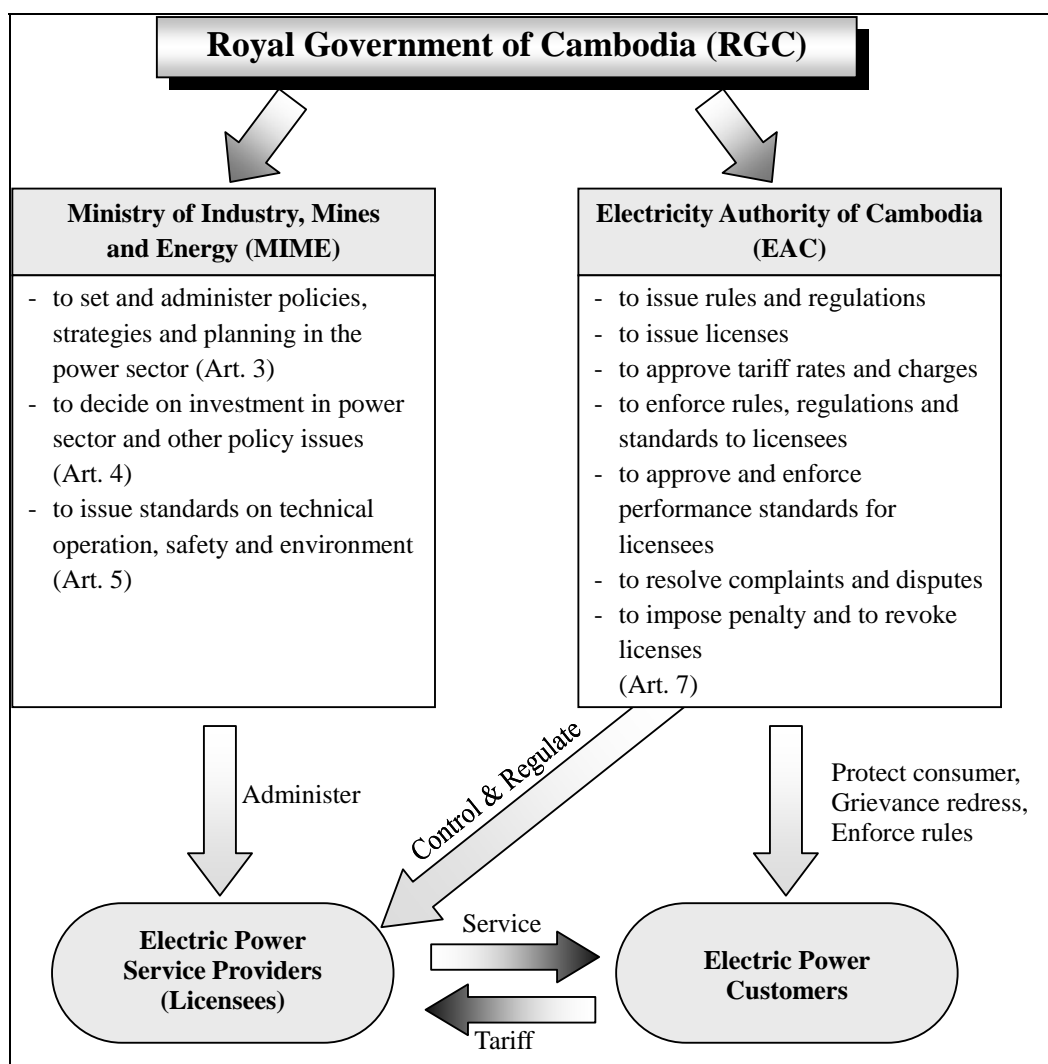 Royal Government of Cambodia (RGC)
Ministry of Industry, Mines
and Energy (MIME)
- to set and administer policies,
strategies and planning in the
power sector (Art. 3)
- to decide on investment in power
sector and other policy issues
(Art. 4)
- to issue standards on technical
operation, safety and environment
(Art. 5)
Electricity Authority of Cambodia
(EAC)
- to issue rules and regulations
- to issue licenses
- to approve tariff rates and charges
- to enforce rules, regulations and
standards to licensees
- to approve and enforce
performance standards for
licensees
- to resolve complaints and disputes
- to impose penalty and to revoke
licenses
(Art. 7)
Administer
Control & Regulate
Protect consumer,
Grievance redress,
Enforce rules
Electric Power
Service Providers
(Licensees)
Service
Tariff
Electric Power
Customers